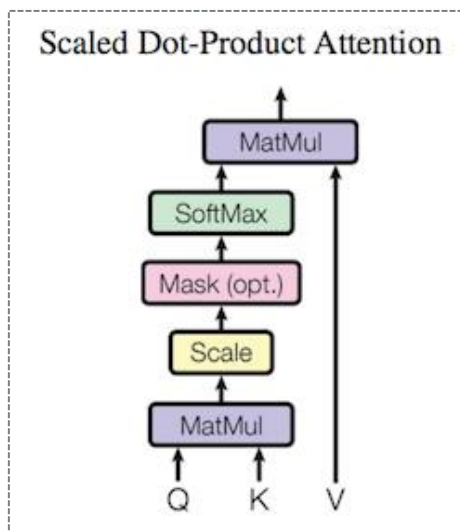 Scaled Dot-Product Attention
MatMul
SoftMax
Mask (opt.)
Scale
MatMul
Q K V